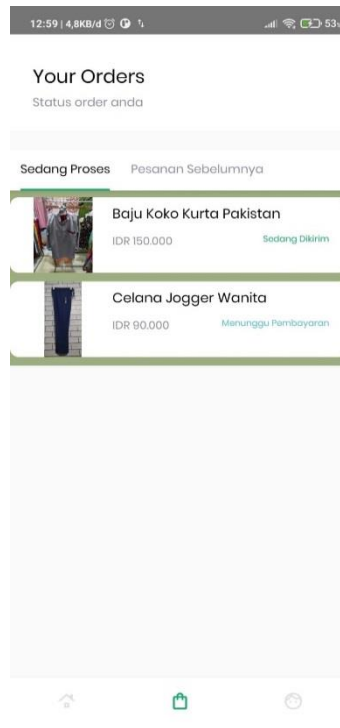 12:59 | 4,8KB/d
53
Your Orders
Status order anda
Sedang Proses Pesanan Sebelumnya
Baju Koko Kurta Pakistan
IDR 150.000 Sedang Dikirim
Celana Jogger Wanita
IDR 90.000 Menunggu Pembayaran